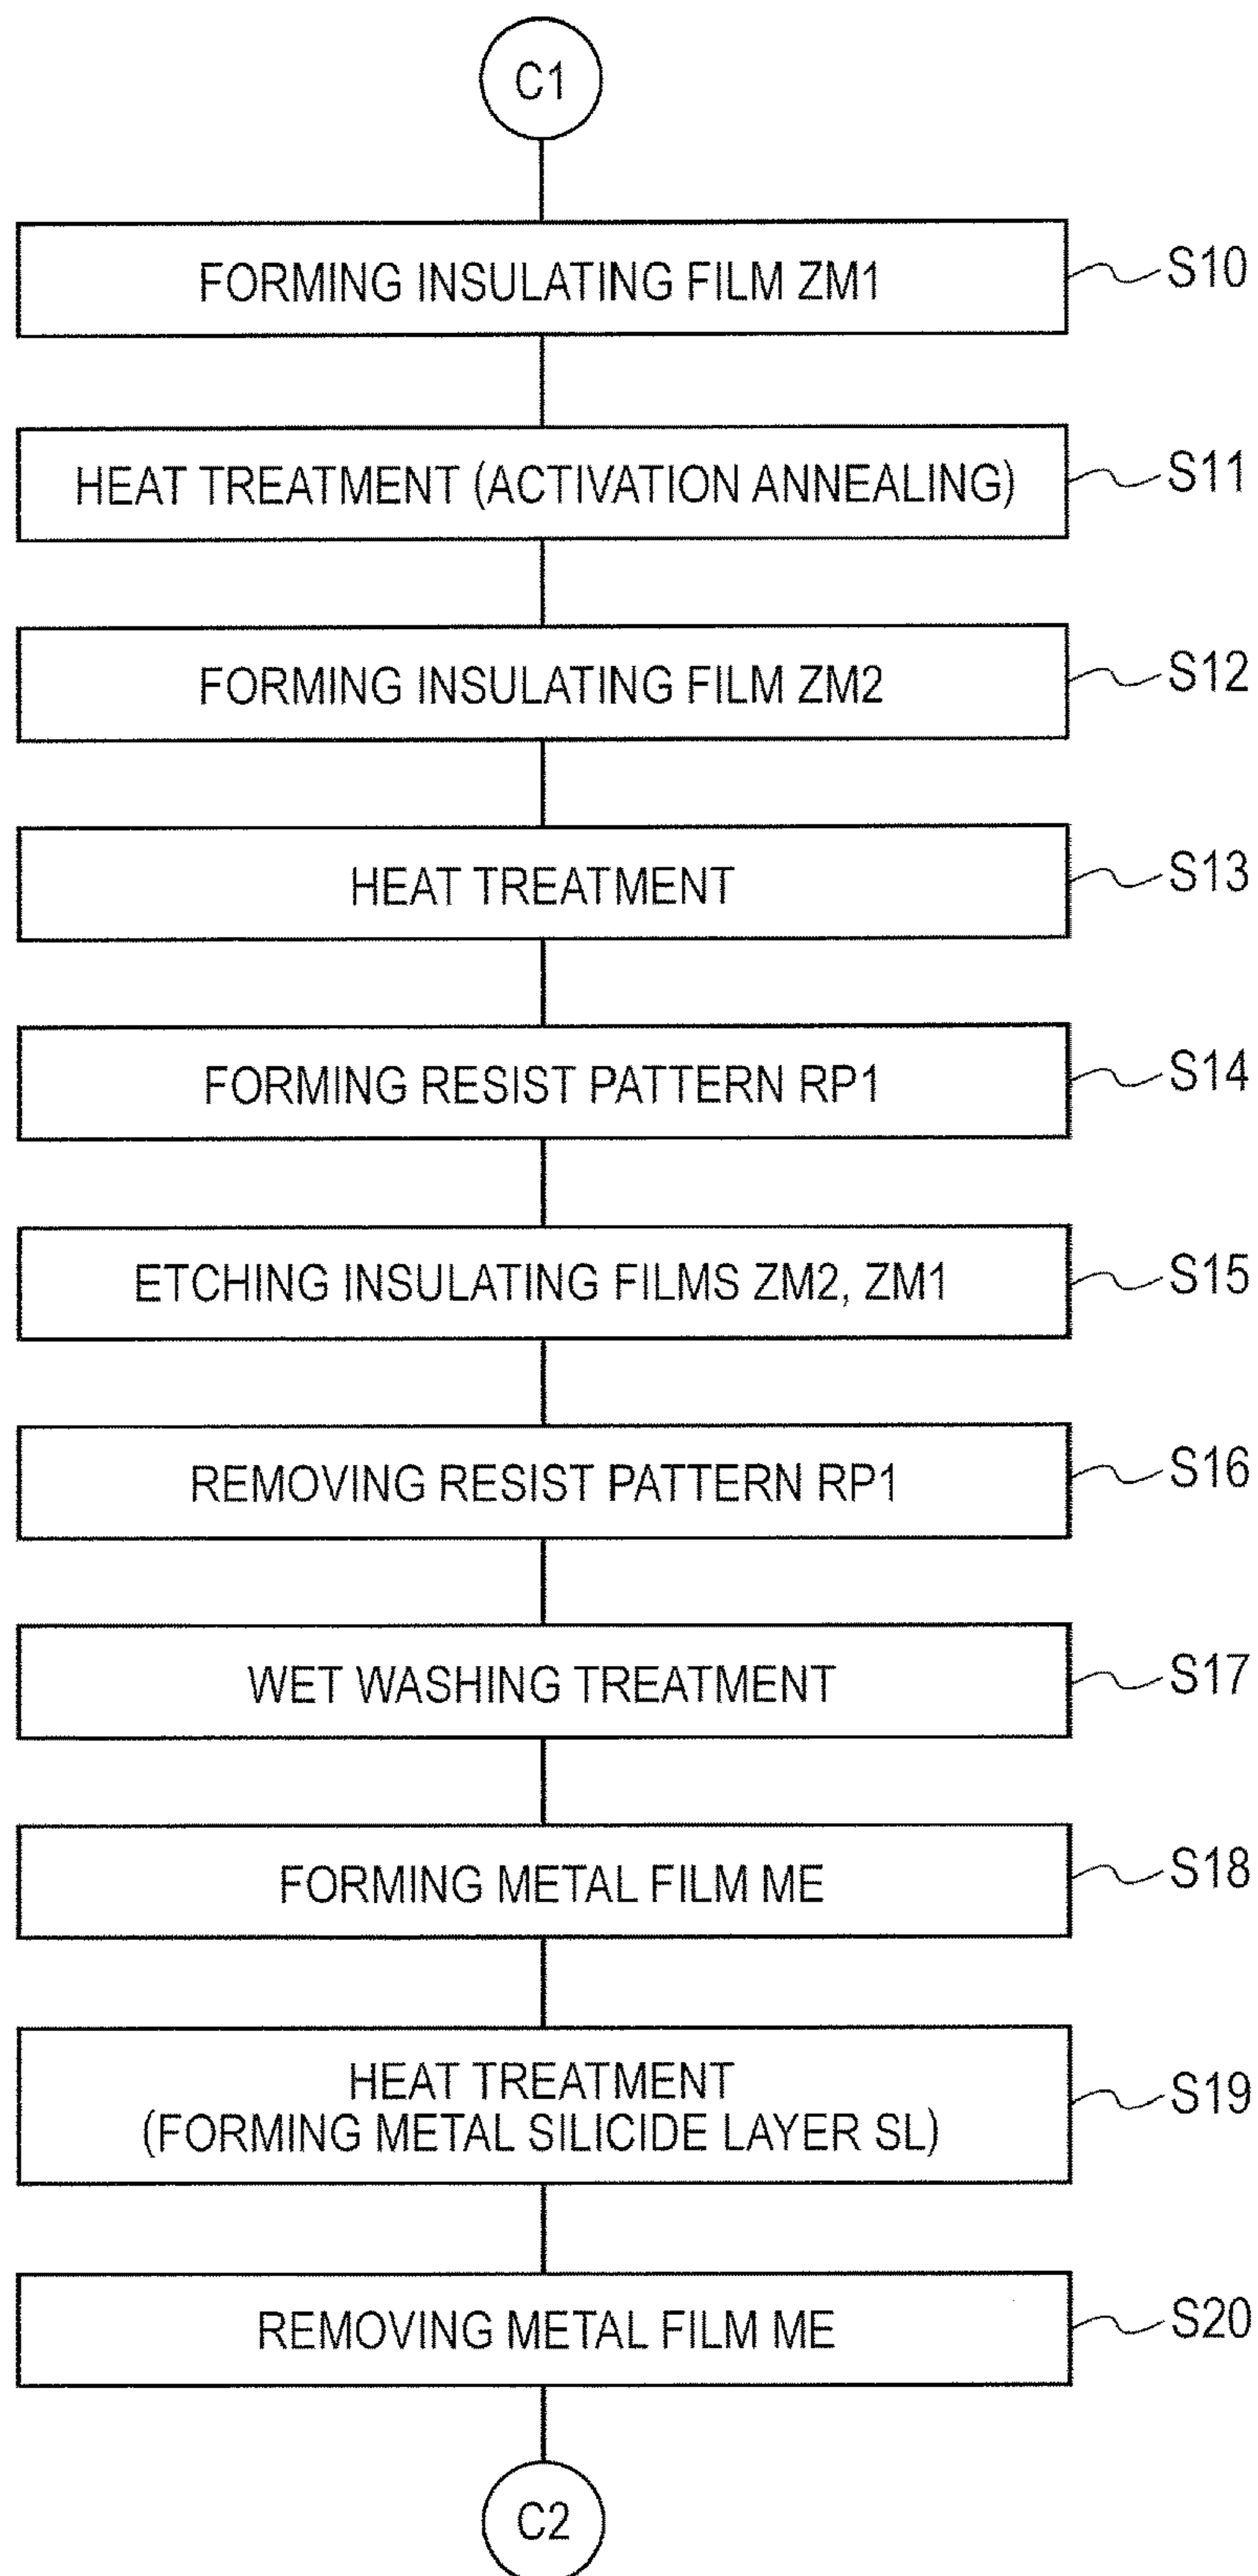 C1
FORMING INSULATING FILM ZM1
S10
HEAT TREATMENT (ACTIVATION ANNEALING)
S11
FORMING INSULATING FILM ZM2
S12
HEAT TREATMENT
S13
FORMING RESIST PATTERN RP1
S14
ETCHING INSULATING FILMS ZM2, ZM1
S15
REMOVING RESIST PATTERN RP1
S16
WET WASHING TREATMENT
S17
FORMING METAL FILM ME
S18
HEAT TREATMENT
(FORMING METAL SILICIDE LAYER SL)
S19
REMOVING METAL FILM ME
S20
C2